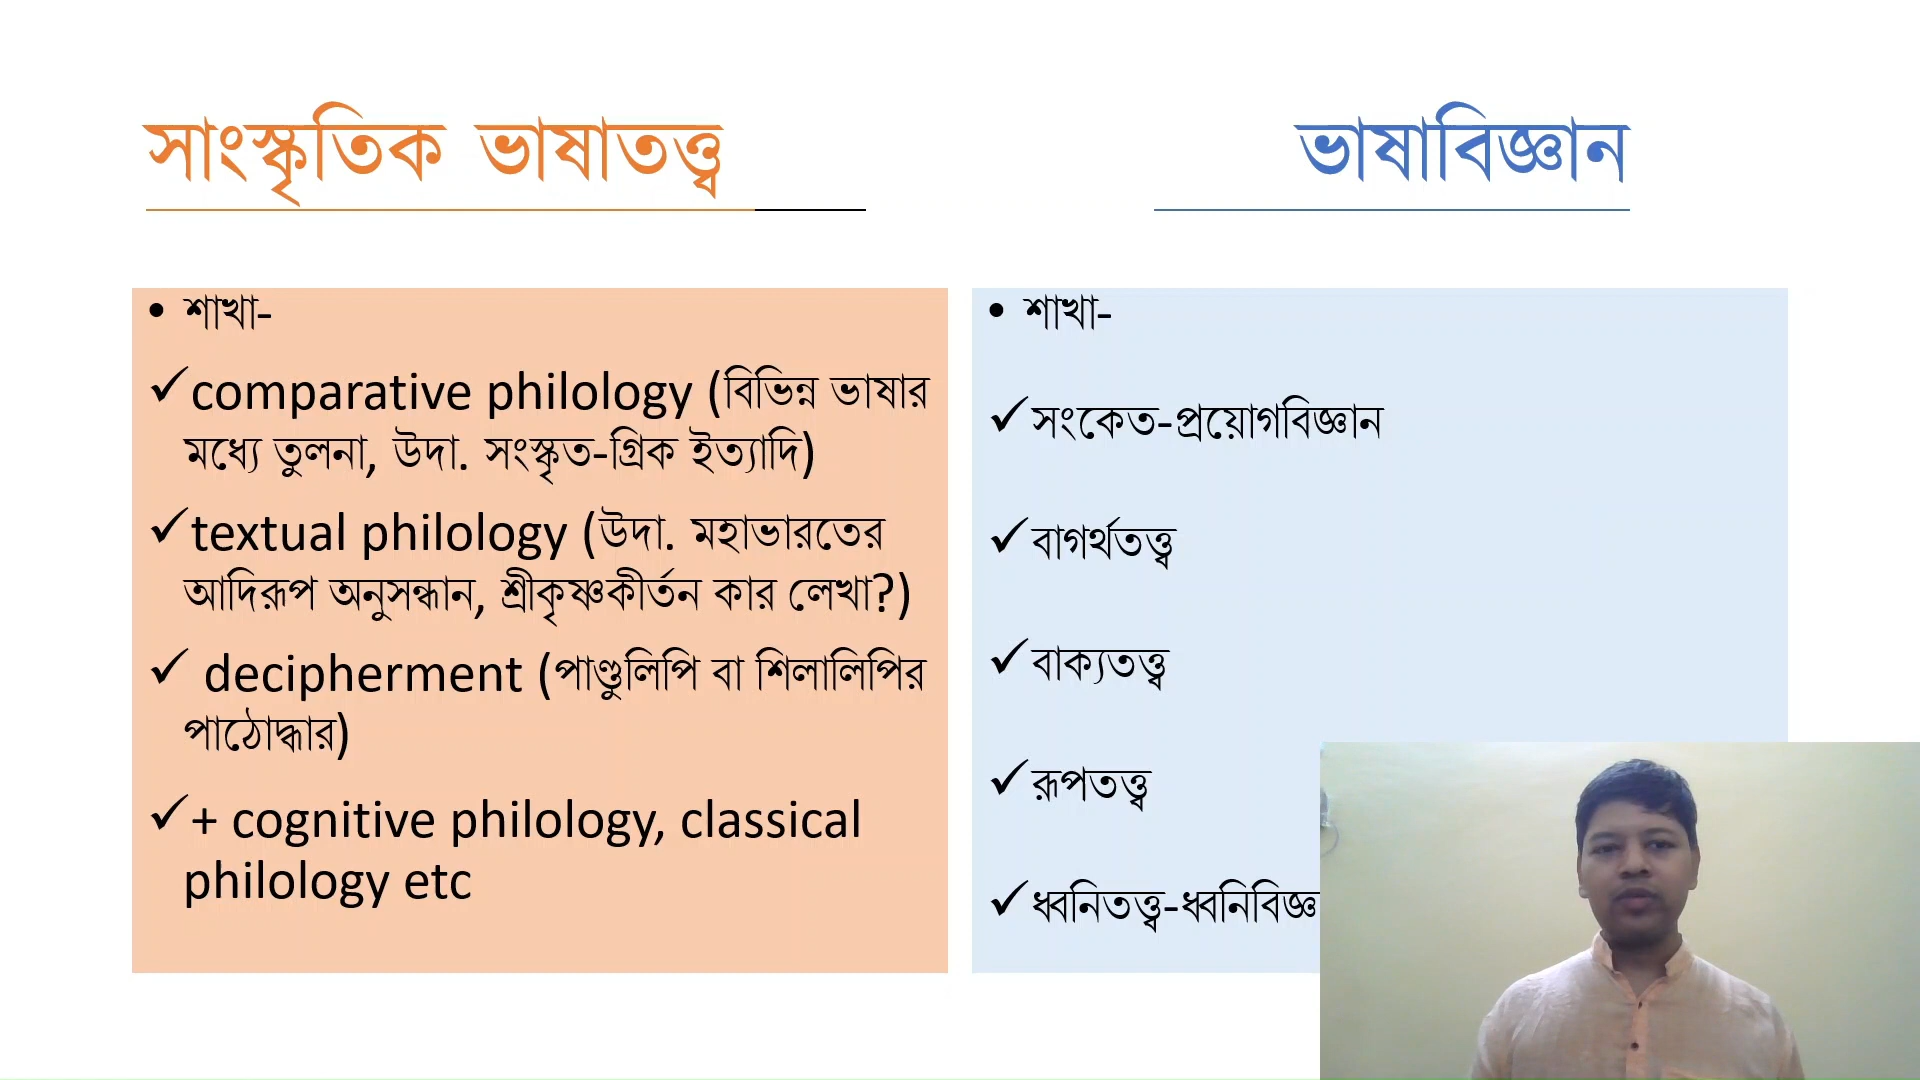 সাংস্কৃতিক ভাষাতত্ত্ব
ভাষাবিজ্ঞান
• শাখা-
✓comparative philology (বিভিন্ন ভাষার
মধ্যে তুলনা, উদা. সংস্কৃত-গ্রিক ইত্যাদি)
✓textual philology (উদা. মহাভারতের
আদিরূপ অনুসন্ধান, শ্রীকৃষ্ণকীর্তন কার লেখা?)
✓ decipherment (পাণ্ডুলিপি বা শিলালিপির
পাঠোদ্ধার)
✓+ cognitive philology, classical
philology etc
• শাখা-
✓সংকেত-প্রয়োগবিজ্ঞান
✓বাগর্থতত্ত্ব
✓বাক্যতত্ত্ব
✓রূপতত্ত্ব
✓ধ্বনিতত্ত্ব-